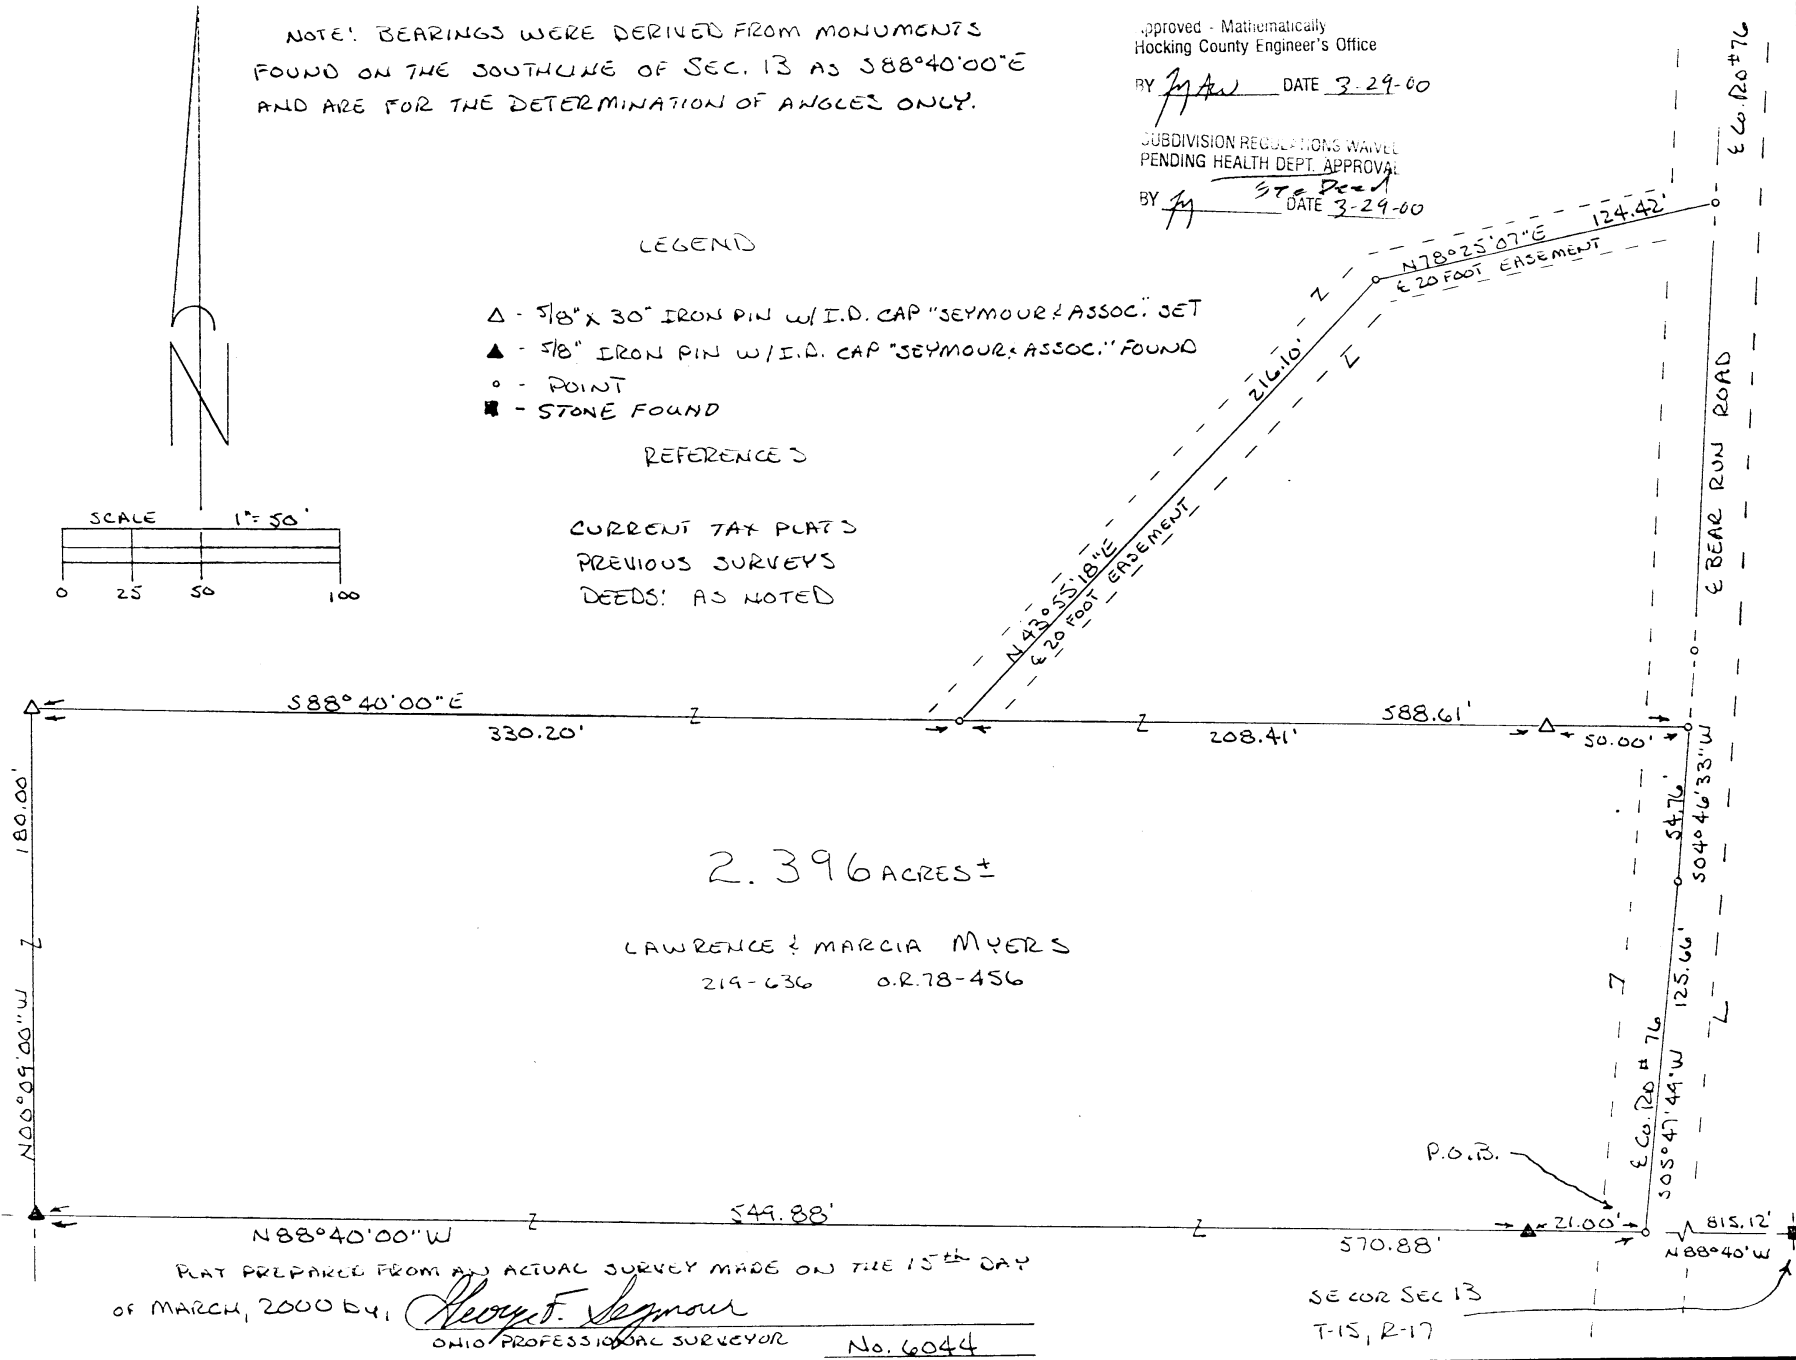 NOTE: BEARINGS WERE DERIVED FROM MONUMENTS
FOUND ON THE SOUTHLINE OF SEC. 13 AS S88°40'00"E
AND ARE FOR THE DETERMINATION OF ANGLES ONLY.
pproved - Mathematically
Hocking County Engineer's Office
BY DATE 3-29-00
SUBDIVISION REGULATIONS WAIVED
PENDING HEALTH DEPT. APPROVAL
See Deed
BY DATE 3-29-00
℄ Co. RD #76
LEGEND
△ - 5/8" x 30" IRON PIN W/ I.D. CAP "SEYMOUR & ASSOC." SET
▲ - 5/8" IRON PIN W/ I.D. CAP "SEYMOUR & ASSOC." FOUND
○ - POINT
■ - STONE FOUND
REFERENCES
CURRENT TAX PLATS
PREVIOUS SURVEYS
DEEDS: AS NOTED
N
SCALE 1"=50'
0 25 50 100
N78°25'07"E 124.42'
℄ 20 FOOT EASEMENT
216.10'
N43°55'18"E
℄ 20 FOOT EASEMENT
℄ BEAR RUN ROAD
S88°40'00"E 588.61'
330.20' 208.41' 50.00'
180.00'
N00°09'00"W
54.76'
S04°46'33"W
2.396 ACRES±
LAWRENCE & MARCIA MYERS
219-636 O.R.78-456
125.66'
℄ Co. RD # 76
S05°47'49"W
P.O.B.
549.88' 21.00' 815.12'
N88°40'00"W 570.88' N88°40'W
PLAT PREPARED FROM AN ACTUAL SURVEY MADE ON THE 15th DAY
OF MARCH, 2000 by, George F. Seymour
OHIO PROFESSIONAL SURVEYOR No. 6044
SE COR SEC 13
T-15, R-17